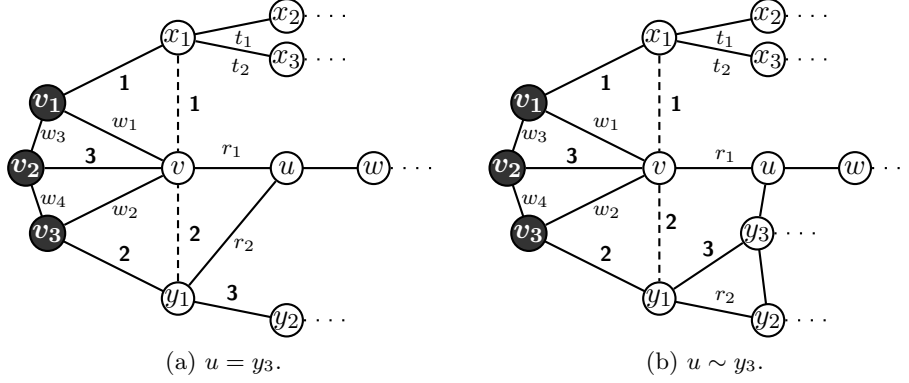 x₂ x₂
x₁ t₁ x₁ t₁
t₂ x₃ t₂ x₃
1 1
v₁ 1 v₁ 1
w₃ w₁ w₃ w₁
v₂ 3 v r₁ u w v₂ 3 v r₁ u w
w₄ w₂ w₄ w₂
v₃ 2 r₂ v₃ 2 y₃
2 2 3
y₁ 3 y₁ r₂
y₂ y₂
(a) u = y₃. (b) u ∼ y₃.